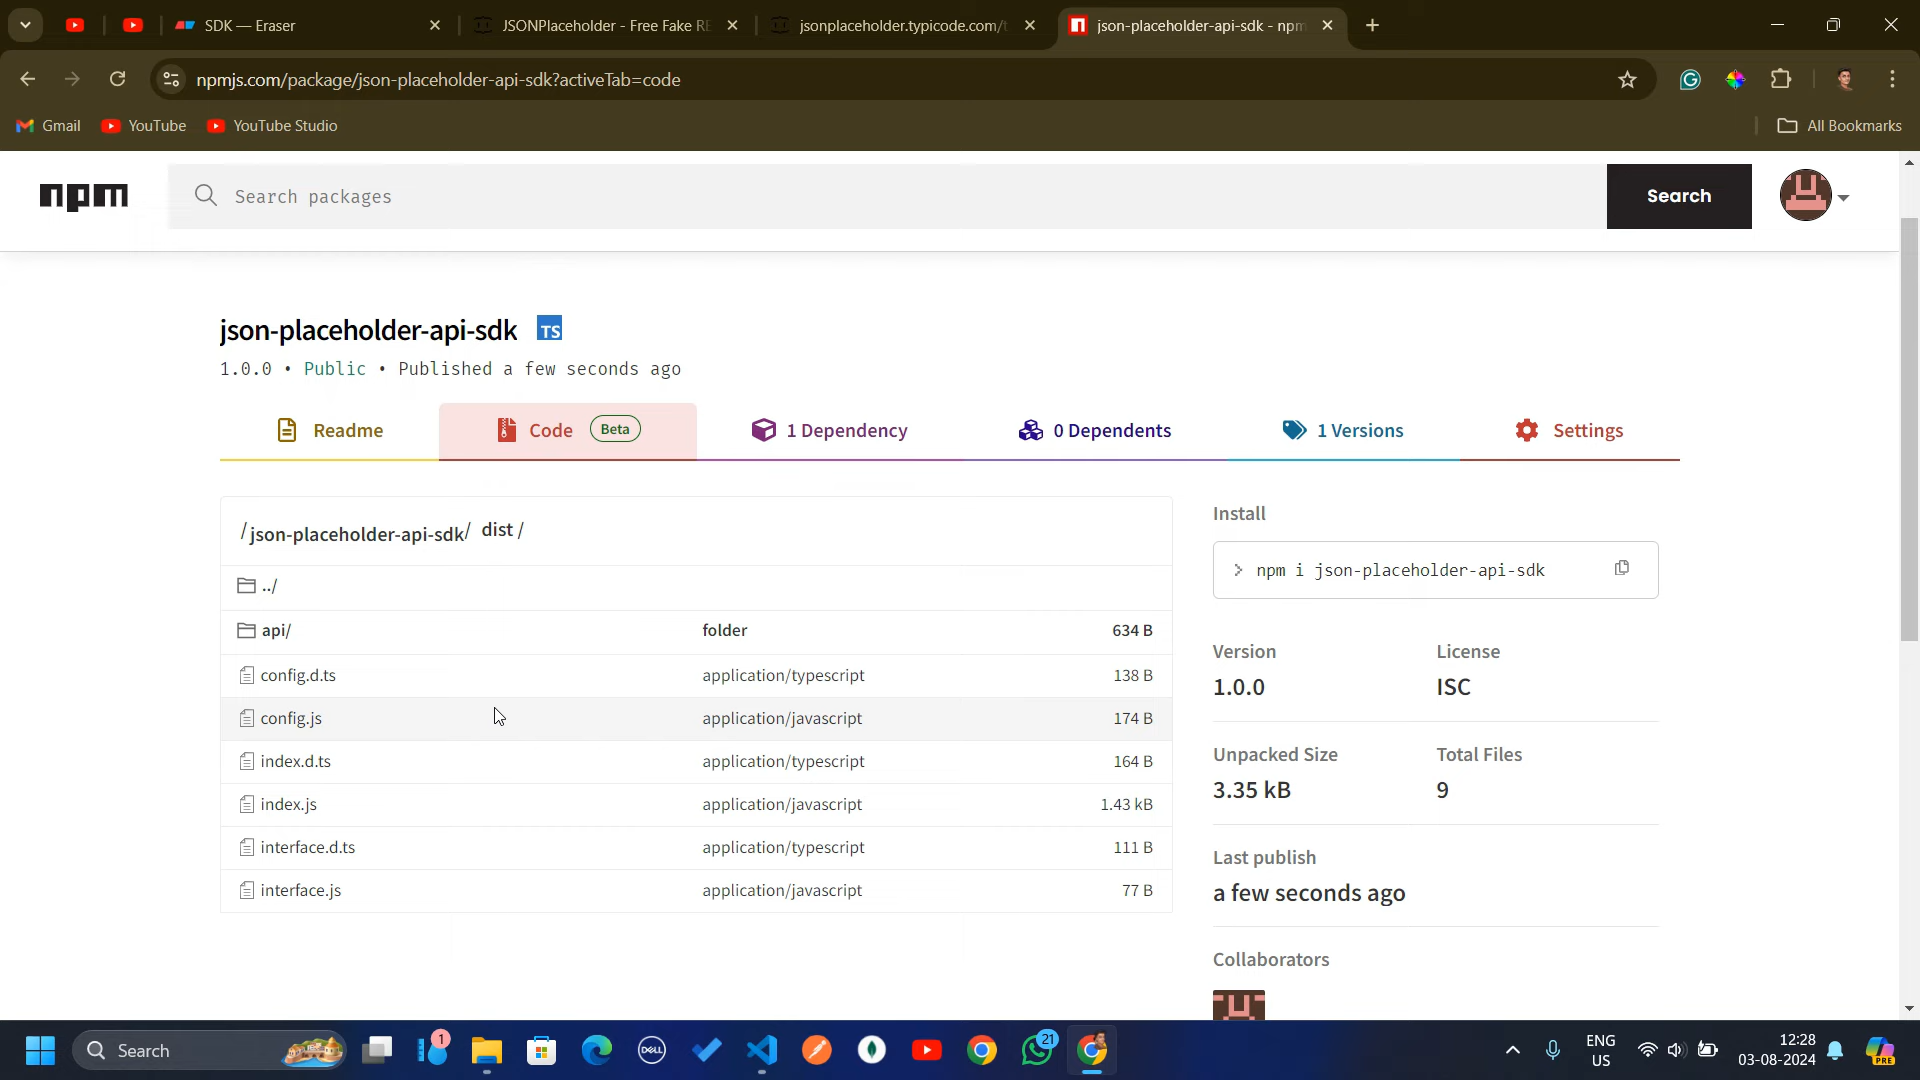 SDK — Eraser
JSONPlaceholder - Free Fake RE
jsonplaceholder.typicode.com/t
json-placeholder-api-sdk - npm
npmjs.com/package/json-placeholder-api-sdk?activeTab=code
Gmail
YouTube
YouTube Studio
All Bookmarks
npm
Search packages
Search
json-placeholder-api-sdk TS
1.0.0 • Public • Published a few seconds ago
Readme
Code Beta
1 Dependency
0 Dependents
1 Versions
Settings
/json-placeholder-api-sdk/ dist /
../
api/ folder 634 B
config.d.ts application/typescript 138 B
config.js application/javascript 174 B
index.d.ts application/typescript 164 B
index.js application/javascript 1.43 kB
interface.d.ts application/typescript 111 B
interface.js application/javascript 77 B
Install
> npm i json-placeholder-api-sdk
Version License
1.0.0 ISC
Unpacked Size Total Files
3.35 kB 9
Last publish
a few seconds ago
Collaborators
Search
1
DELL
21
ENG
US
12:28
03-08-2024
PRE